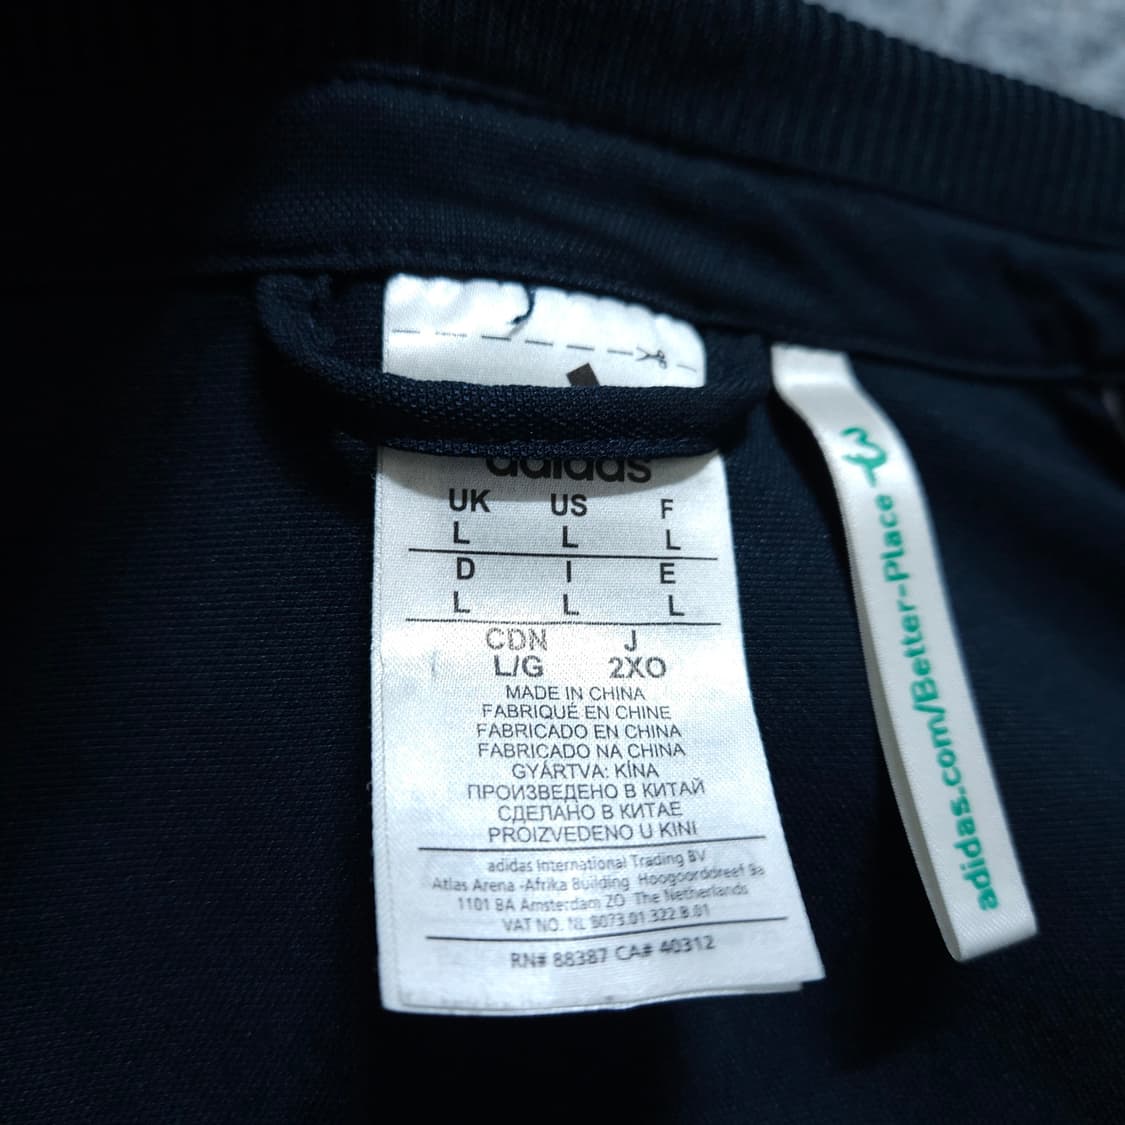 adidas
UK US F
L L L
D I E
L L L
CDN J
L/G 2XO
MADE IN CHINA
FABRIQUÉ EN CHINE
FABRICADO EN CHINA
FABRICADO NA CHINA
GYÁRTVA: KÍNA
ПРОИЗВЕДЕНО В КИТАЙ
СДЕЛАНО В КИТАЕ
PROIZVEDENO U KINI
adidas International Trading BV
Atlas Arena -Afrika Building Hoogoorddreef 9a
1101 BA Amsterdam ZO The Netherlands
VAT NO. NL 8073.01.322.B.01
RN# 88387 CA# 40312
adidas.com/Better-Place